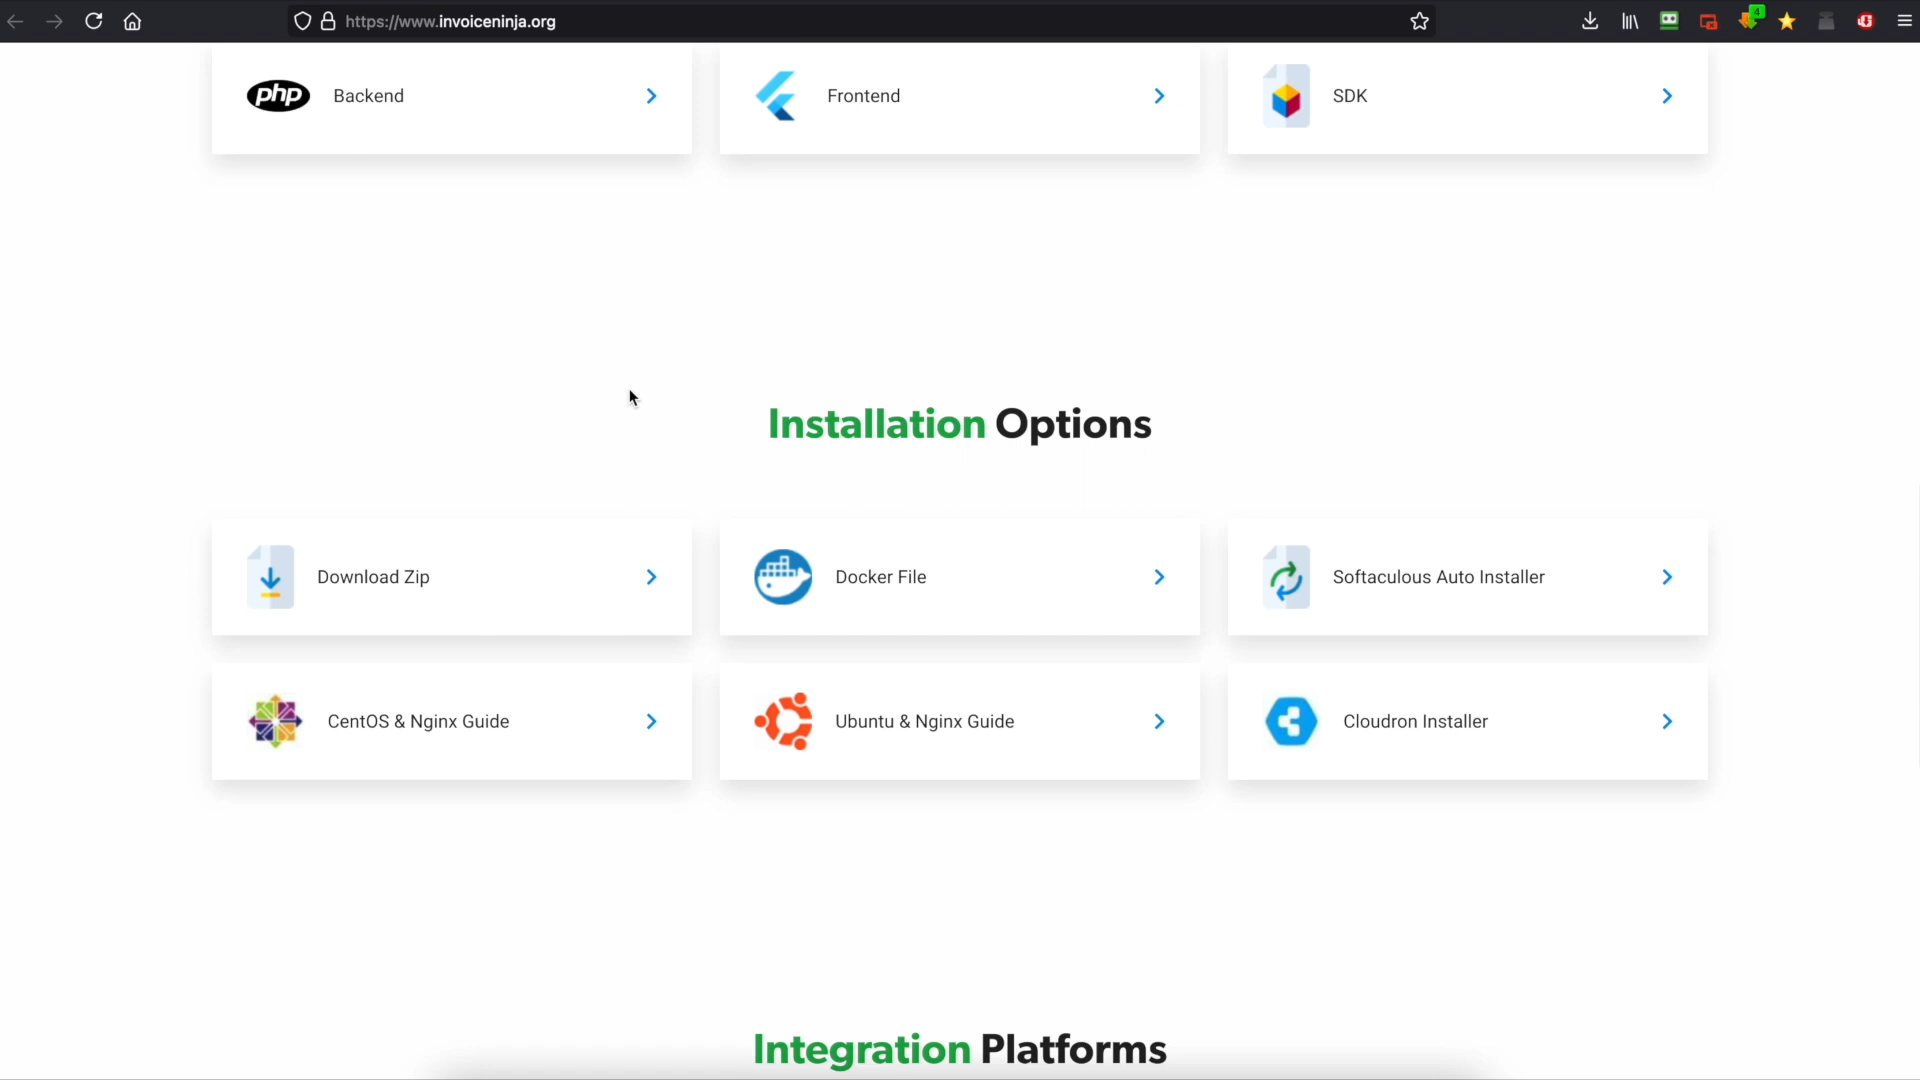 https://www.invoiceninja.org
4
php Backend
Frontend
SDK
Installation Options
Download Zip
Docker File
Softaculous Auto Installer
CentOS & Nginx Guide
Ubuntu & Nginx Guide
Cloudron Installer
Integration Platforms